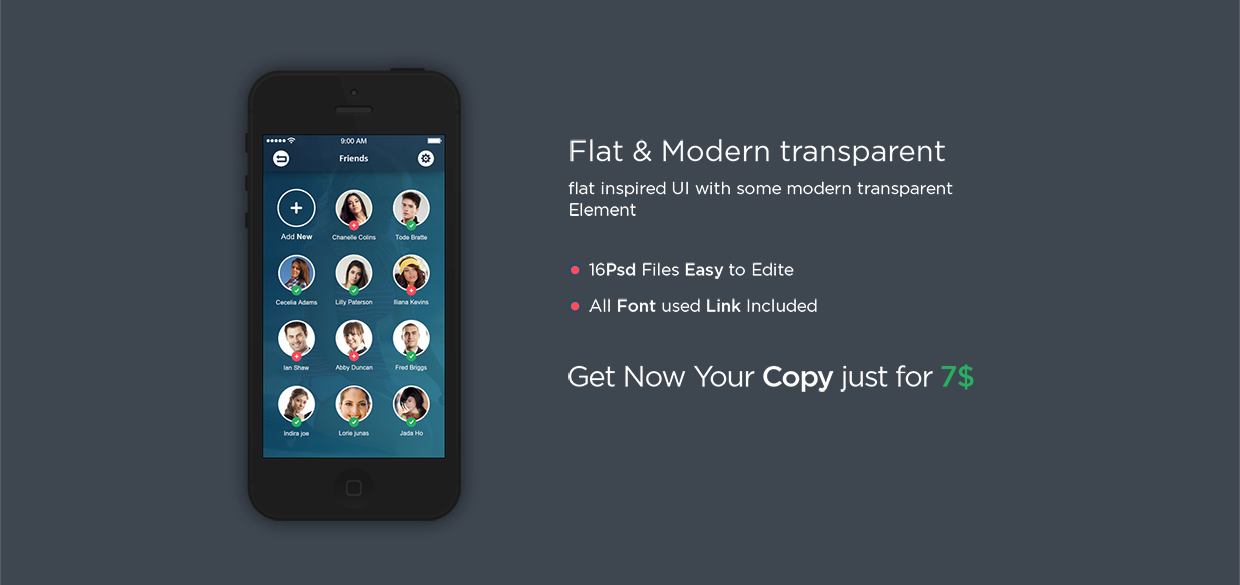 9:00 AM
Friends
Add New
Chanelle Colins
Tode Bratte
Cecelia Adams
Lilly Paterson
Iliana Kevins
Ian Shaw
Abby Duncan
Fred Briggs
Indira joe
Lorie junas
Jada Ho
Flat & Modern transparent
flat inspired UI with some modern transparent
Element
16Psd Files Easy to Edite
All Font used Link Included
Get Now Your Copy just for 7$